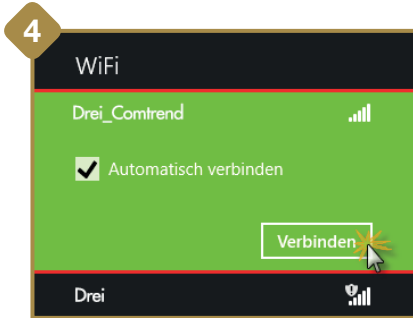 4
WiFi
Drei_Comtrend
Automatisch verbinden
Verbinden
Drei